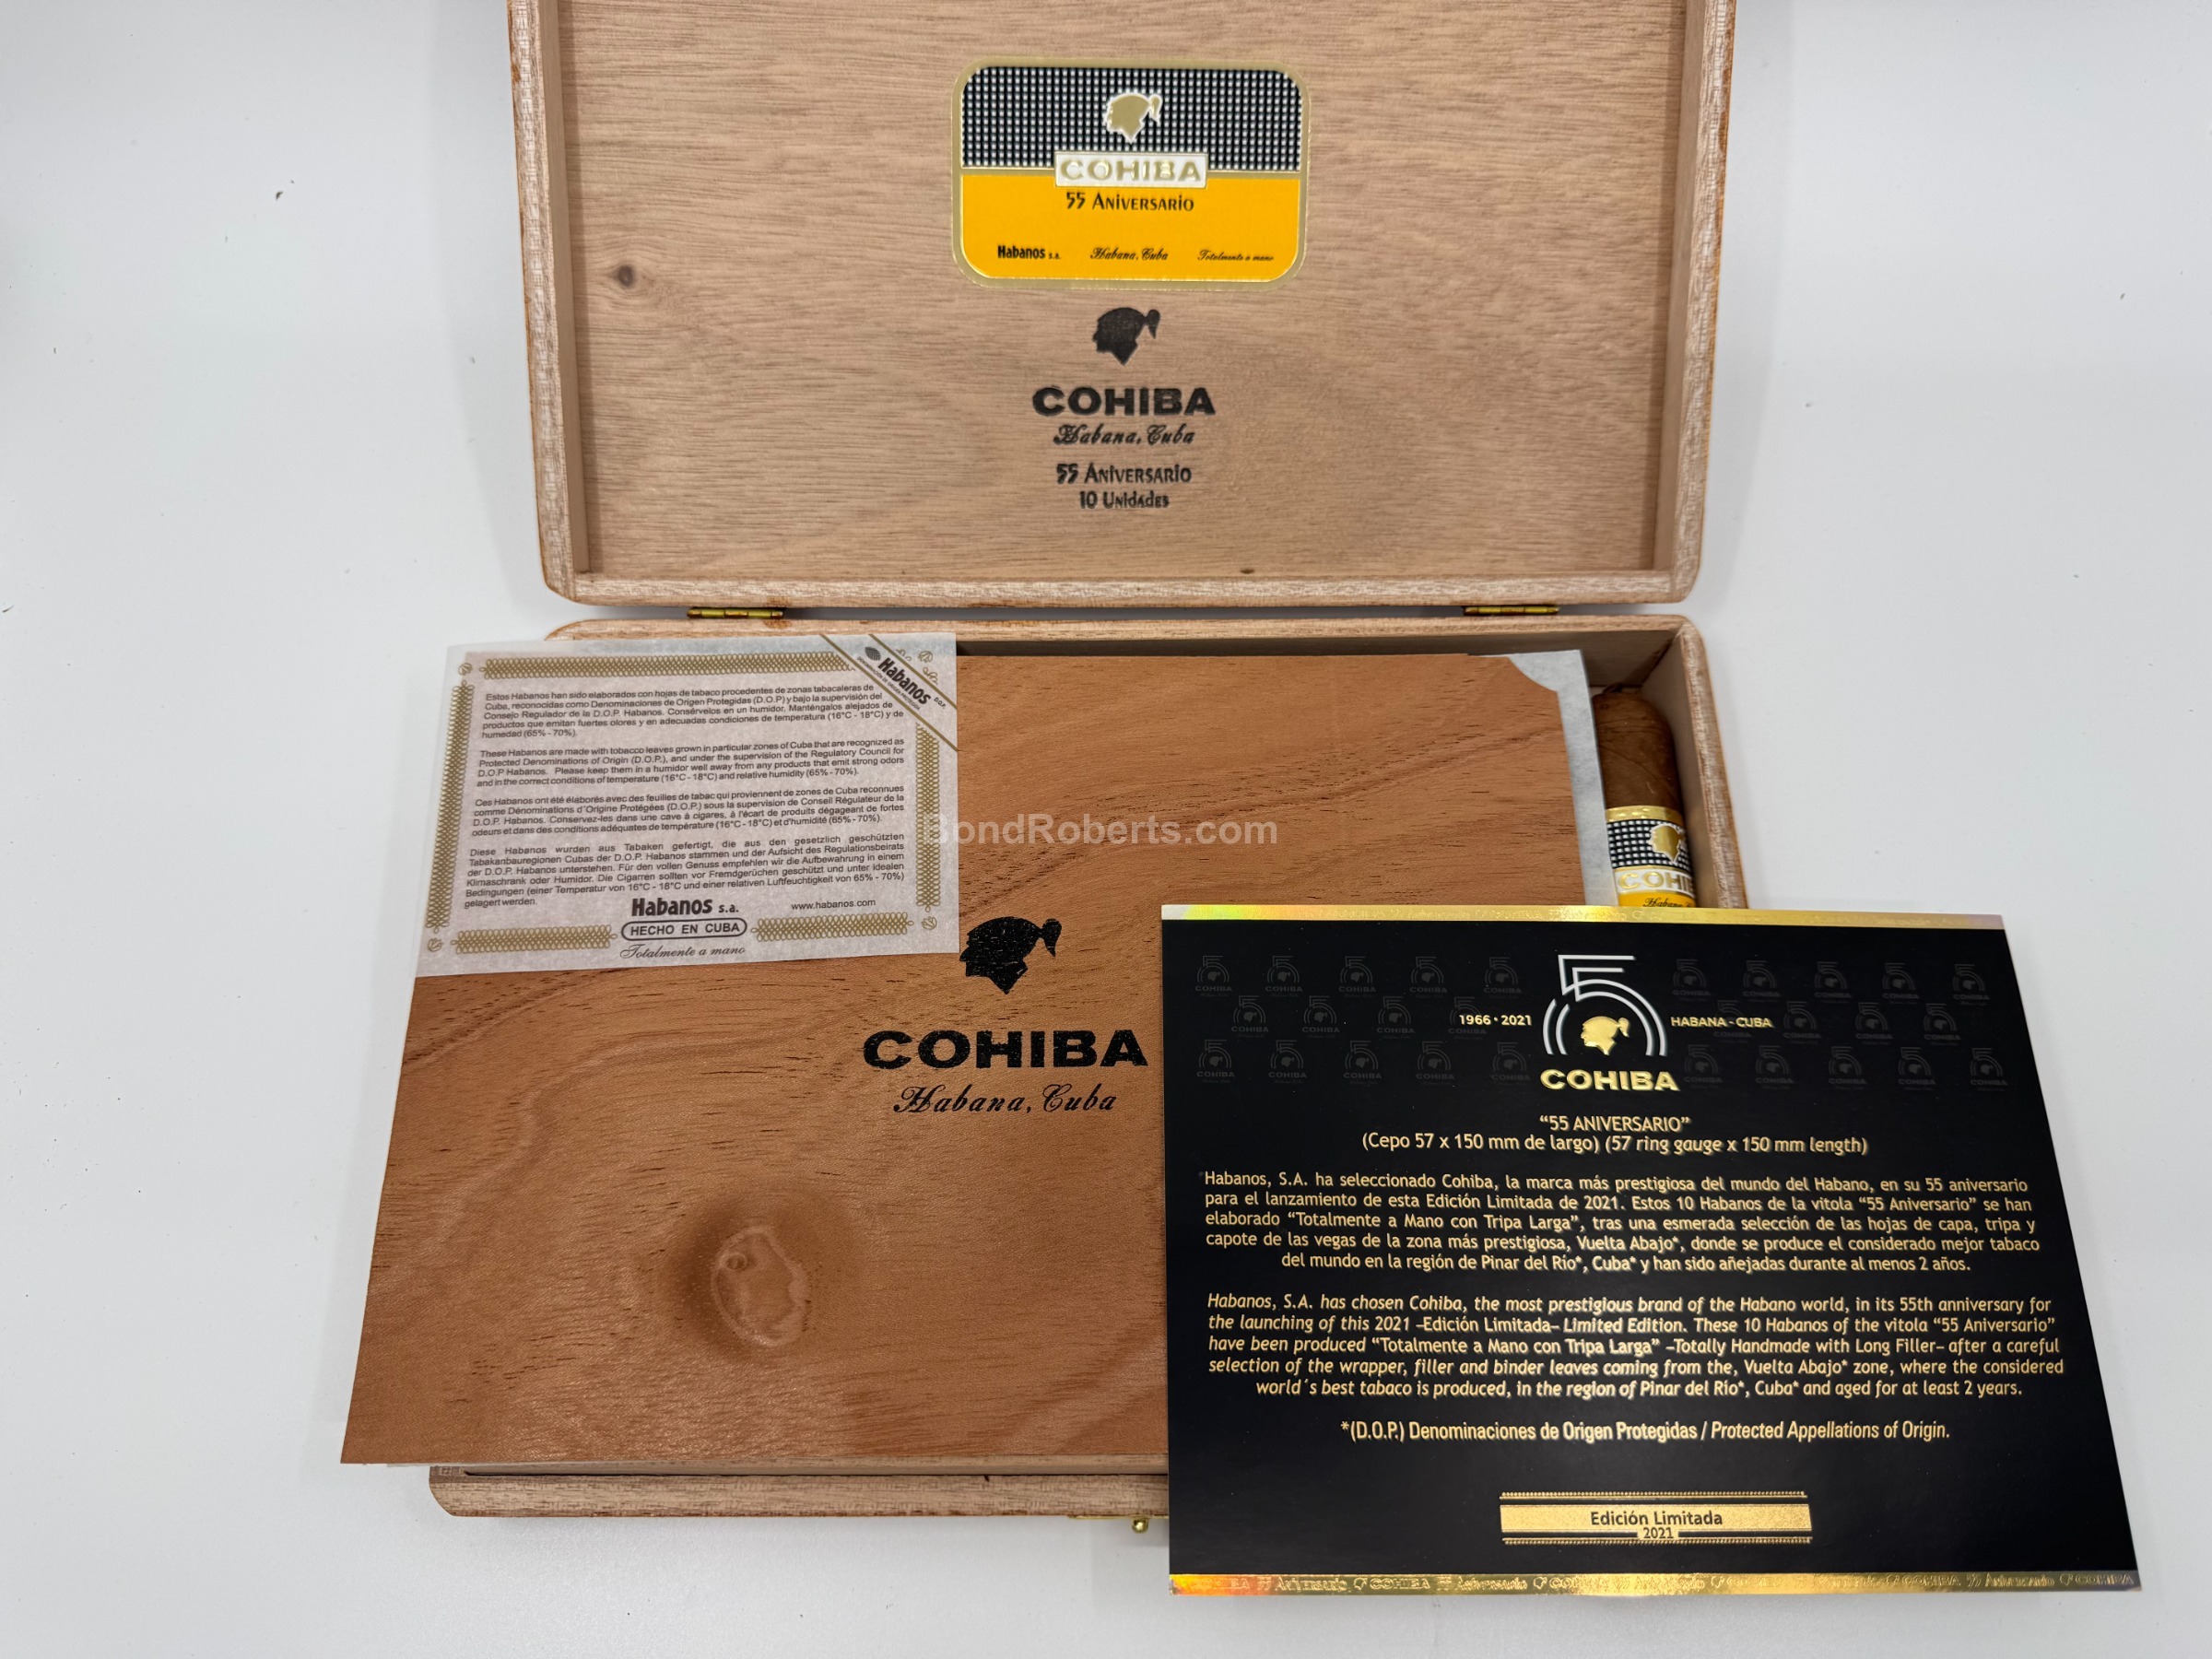 COHIBA
55 Aniversario
Habanos s.a. Habana, Cuba Totalmente a mano
COHIBA
Habana, Cuba
55 Aniversario
10 Unidades
Habanos D.O.P.
Estos Habanos han sido elaborados con hojas de tabaco procedentes de zonas tabacaleras de
Cuba, reconocidas como Denominaciones de Origen Protegidas (D.O.P) y bajo la supervisión del
Consejo Regulador de la D.O.P. Habanos. Consérvelos en un humidor. Manténgalos alejados de
productos que emitan fuertes olores y en adecuadas condiciones de temperatura (16°C - 18°C) y de
humedad (65% - 70%).
These Habanos are made with tobacco leaves grown in particular zones of Cuba that are recognized as
Protected Denominations of Origin (D.O.P.), and under the supervision of the Regulatory Council for
D.O.P Habanos. Please keep them in a humidor well away from any products that emit strong odors
and in the correct conditions of temperature (16°C - 18°C) and relative humidity (65% - 70%).
Ces Habanos ont été élaborés avec des feuilles de tabac qui proviennent de zones de Cuba reconnues
comme Dénominations d'Origine Protégées (D.O.P.) sous la supervision de Conseil Régulateur de la
D.O.P. Habanos. Conservez-les dans une cave à cigares, à l'écart de produits dégageant de fortes
odeurs et dans des conditions adéquates de température (16°C - 18°C) et d'humidité (65% - 70%).
Diese Habanos wurden aus Tabaken gefertigt, die aus den gesetzlich geschützten
Tabakanbauregionen Cubas der D.O.P. Habanos stammen und der Aufsicht des Regulationsbeirats
der D.O.P. Habanos unterstehen. Für den vollen Genuss empfehlen wir die Aufbewahrung in einem
Klimaschrank oder Humidor. Die Cigarren sollten vor Fremdgerüchen geschützt und unter idealen
Bedingungen (einer Temperatur von 16°C - 18°C und einer relativen Luftfeuchtigkeit von 65% - 70%)
gelagert werden.
Habanos s.a. www.habanos.com
HECHO EN CUBA
Totalmente a mano
BondRoberts.com
COHIBA
Habana, Cuba
COHI
Habana
1966 • 2021 55 HABANA - CUBA
COHIBA
“55 ANIVERSARIO”
(Cepo 57 x 150 mm de largo) (57 ring gauge x 150 mm length)
Habanos, S.A. ha seleccionado Cohiba, la marca más prestigiosa del mundo del Habano, en su 55 aniversario
para el lanzamiento de esta Edición Limitada de 2021. Estos 10 Habanos de la vitola “55 Aniversario” se han
elaborado “Totalmente a Mano con Tripa Larga”, tras una esmerada selección de las hojas de capa, tripa y
capote de las vegas de la zona más prestigiosa, Vuelta Abajo*, donde se produce el considerado mejor tabaco
del mundo en la región de Pinar del Río*, Cuba* y han sido añejadas durante al menos 2 años.
Habanos, S.A. has chosen Cohiba, the most prestigious brand of the Habano world, in its 55th anniversary for
the launching of this 2021 –Edición Limitada– Limited Edition. These 10 Habanos of the vitola “55 Aniversario”
have been produced “Totalmente a Mano con Tripa Larga” –Totally Handmade with Long Filler– after a careful
selection of the wrapper, filler and binder leaves coming from the, Vuelta Abajo* zone, where the considered
world´s best tabaco is produced, in the region of Pinar del Río*, Cuba* and aged for at least 2 years.
*(D.O.P.) Denominaciones de Origen Protegidas / Protected Appellations of Origin.
Edición Limitada
2021